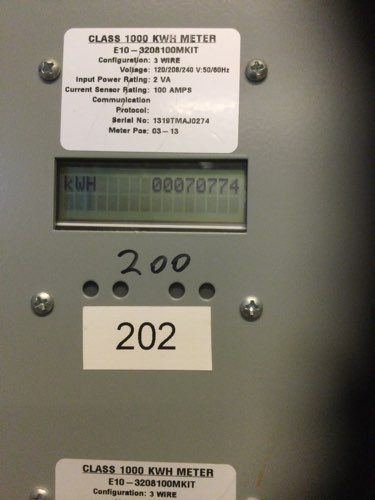 CLASS 1000 KWH METER
E10-3208100MKIT
Configuration: 3 WIRE
Voltage: 120/208/240 V:50/60Hz
Input Power Rating: 2 VA
Current Sensor Rating: 100 AMPS
Communication
Protocol:
Serial No: 1319TMAJ0274
Meter Pos: 03-13
kWH 00070774
200
202
CLASS 1000 KWH METER
E10-3208100MKIT
Configuration: 3 WIRE